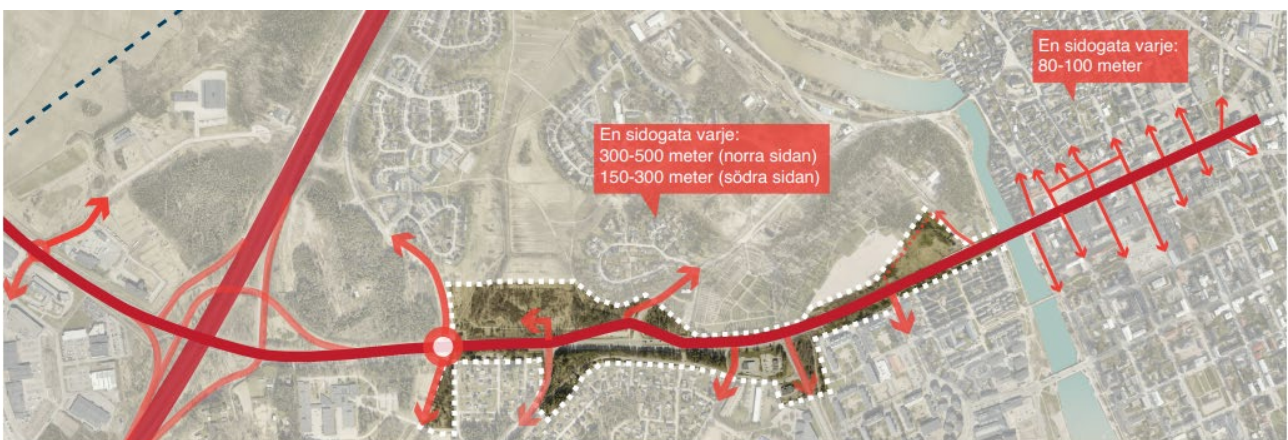 En sidogata varje:
80-100 meter
En sidogata varje:
300-500 meter (norra sidan)
150-300 meter (södra sidan)